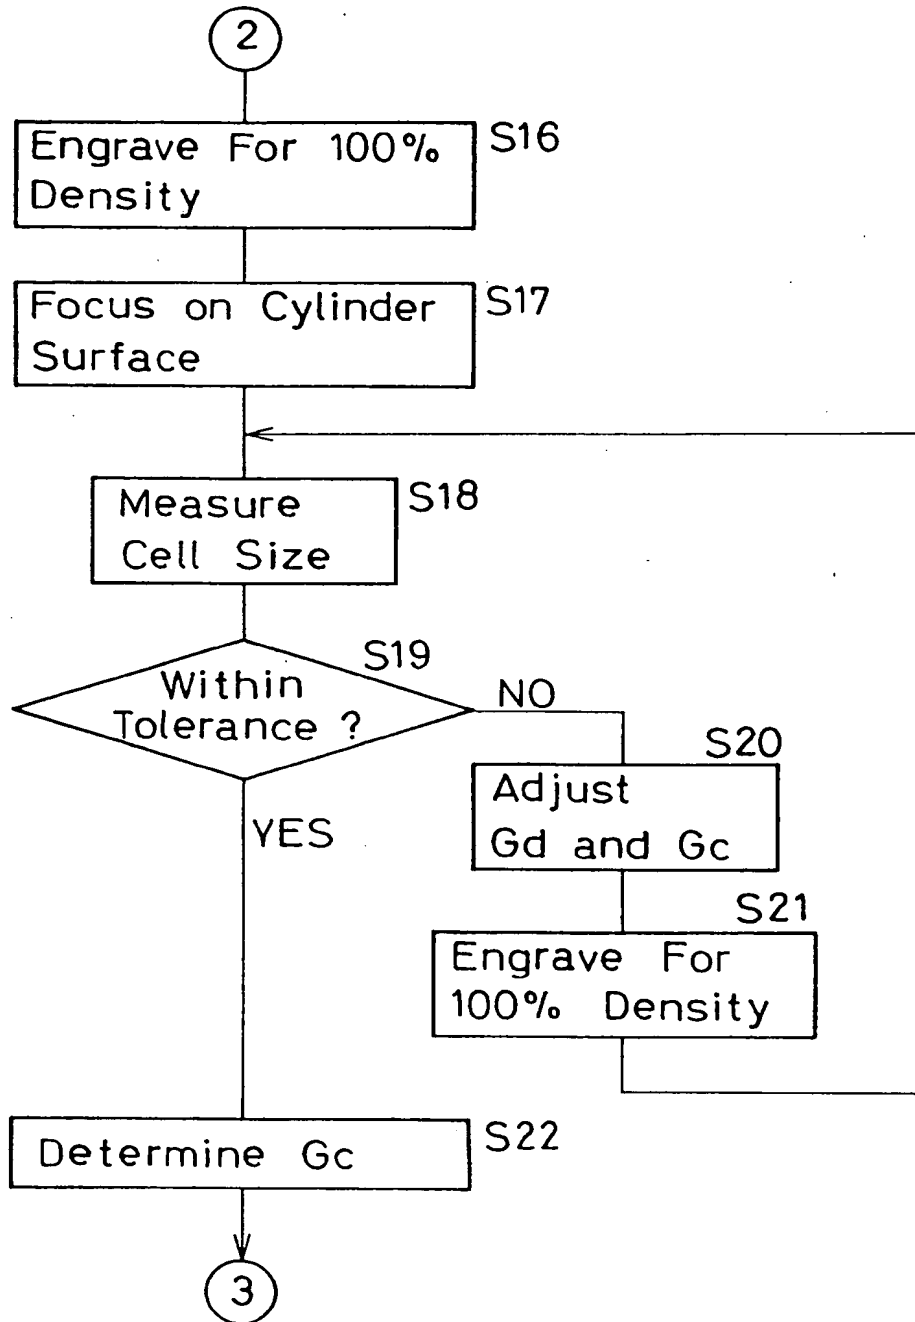 2
Engrave For 100%
Density
S16
Focus on Cylinder
Surface
S17
Measure
Cell Size
S18
S19
Within
Tolerance ?
NO
YES
S20
Adjust
Gd and Gc
S21
Engrave For
100% Density
Determine Gc
S22
3